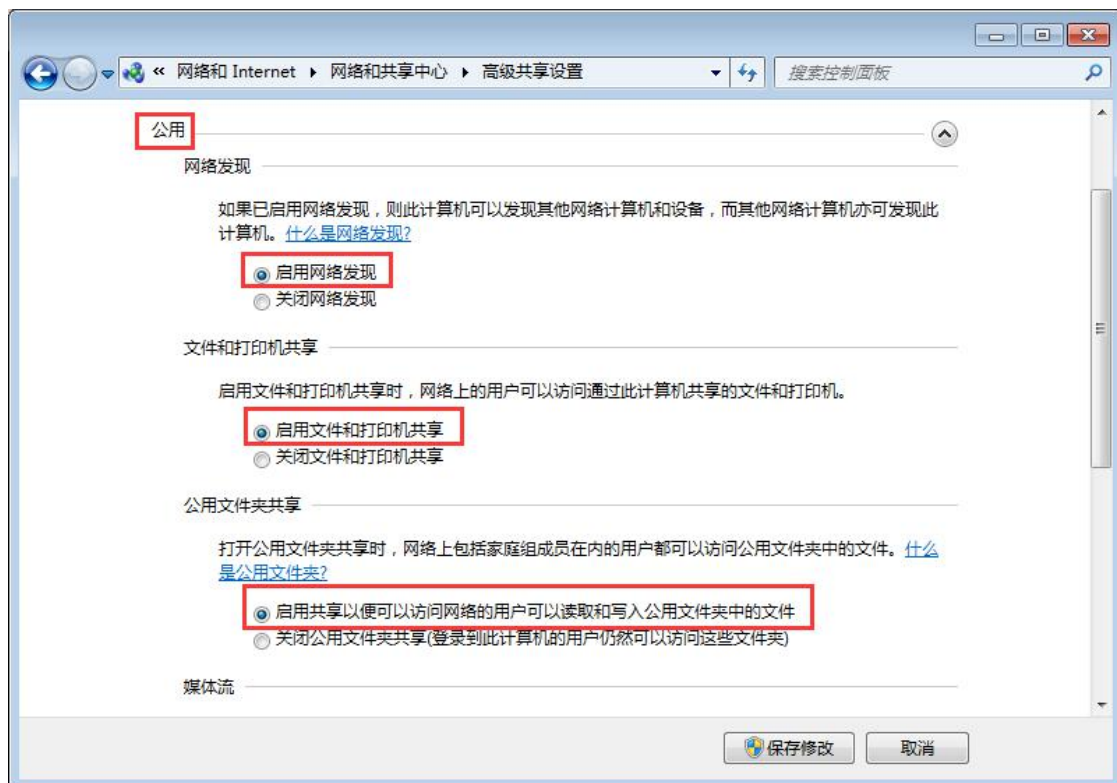 « 网络和 Internet ▸ 网络和共享中心 ▸ 高级共享设置
搜索控制面板
公用
网络发现
如果已启用网络发现，则此计算机可以发现其他网络计算机和设备，而其他网络计算机亦可发现此
计算机。什么是网络发现?
启用网络发现
关闭网络发现
文件和打印机共享
启用文件和打印机共享时，网络上的用户可以访问通过此计算机共享的文件和打印机。
启用文件和打印机共享
关闭文件和打印机共享
公用文件夹共享
打开公用文件夹共享时，网络上包括家庭组成员在内的用户都可以访问公用文件夹中的文件。什么
是公用文件夹?
启用共享以便可以访问网络的用户可以读取和写入公用文件夹中的文件
关闭公用文件夹共享(登录到此计算机的用户仍然可以访问这些文件夹)
媒体流
保存修改
取消